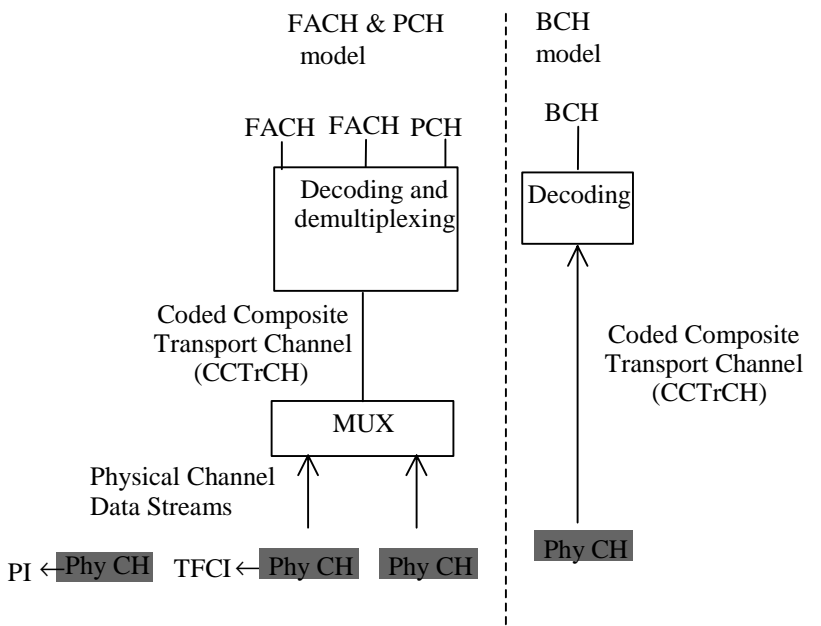 FACH & PCH
model
BCH
model
FACH FACH PCH
BCH
Decoding and
demultiplexing
Decoding
Coded Composite
Transport Channel
(CCTrCH)
Coded Composite
Transport Channel
(CCTrCH)
MUX
Physical Channel
Data Streams
PI ← Phy CH TFCI ← Phy CH Phy CH
Phy CH